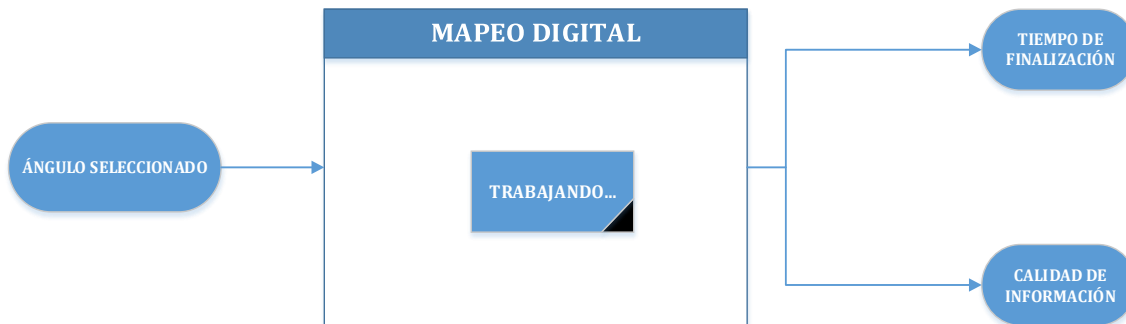 MAPEO DIGITAL
TIEMPO DE
FINALIZACIÓN
ÁNGULO SELECCIONADO
TRABAJANDO...
CALIDAD DE
INFORMACIÓN